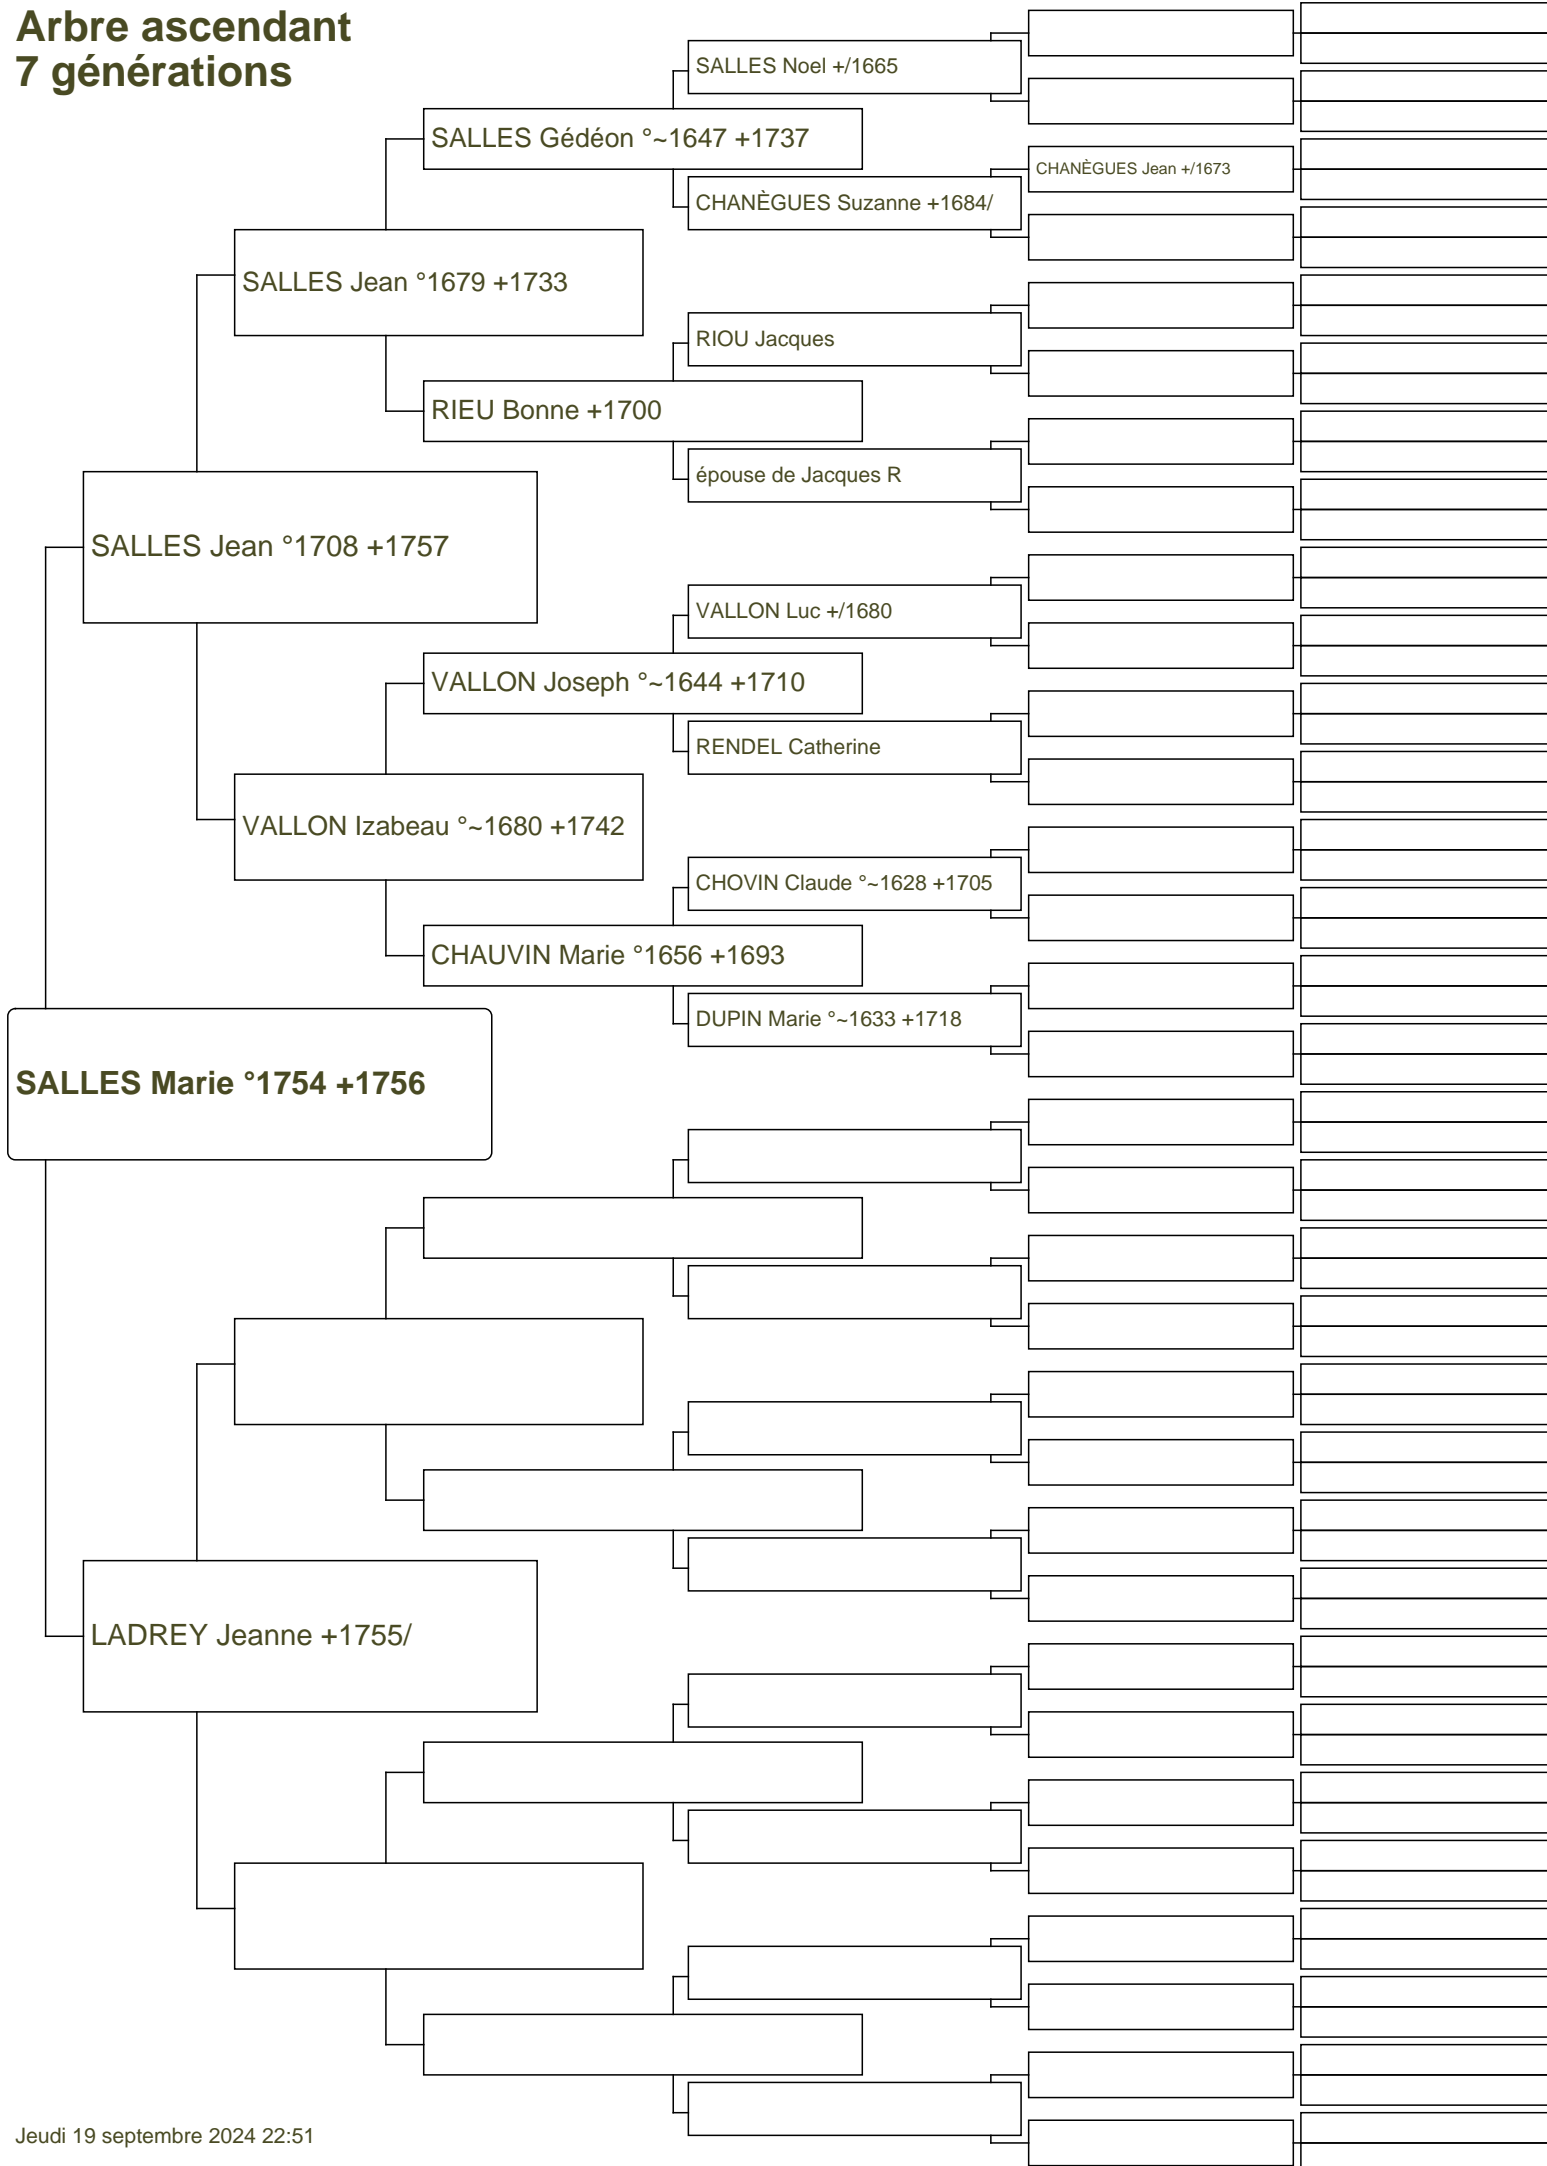 Arbre ascendant
7 générations
SALLES Noel +/1665
SALLES Gédéon °~1647 +1737
CHANÈGUES Jean +/1673
CHANÈGUES Suzanne +1684/
SALLES Jean °1679 +1733
RIOU Jacques
RIEU Bonne +1700
épouse de Jacques R
SALLES Jean °1708 +1757
VALLON Luc +/1680
VALLON Joseph °~1644 +1710
RENDEL Catherine
VALLON Izabeau °~1680 +1742
CHOVIN Claude °~1628 +1705
CHAUVIN Marie °1656 +1693
DUPIN Marie °~1633 +1718
SALLES Marie °1754 +1756
LADREY Jeanne +1755/
Jeudi 19 septembre 2024 22:51